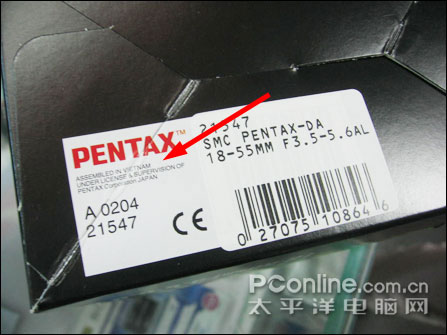 PENTAX™
ASSEMBLED IN VIETNAM
UNDER LICENSE & SUPERVISION OF
PENTAX Corporation JAPAN
A 0204
21547
CE
21547
SMC PENTAX-DA
18-55MM F3.5-5.6AL
0 27075 10864 6
PConline.com.cn
太平洋电脑网